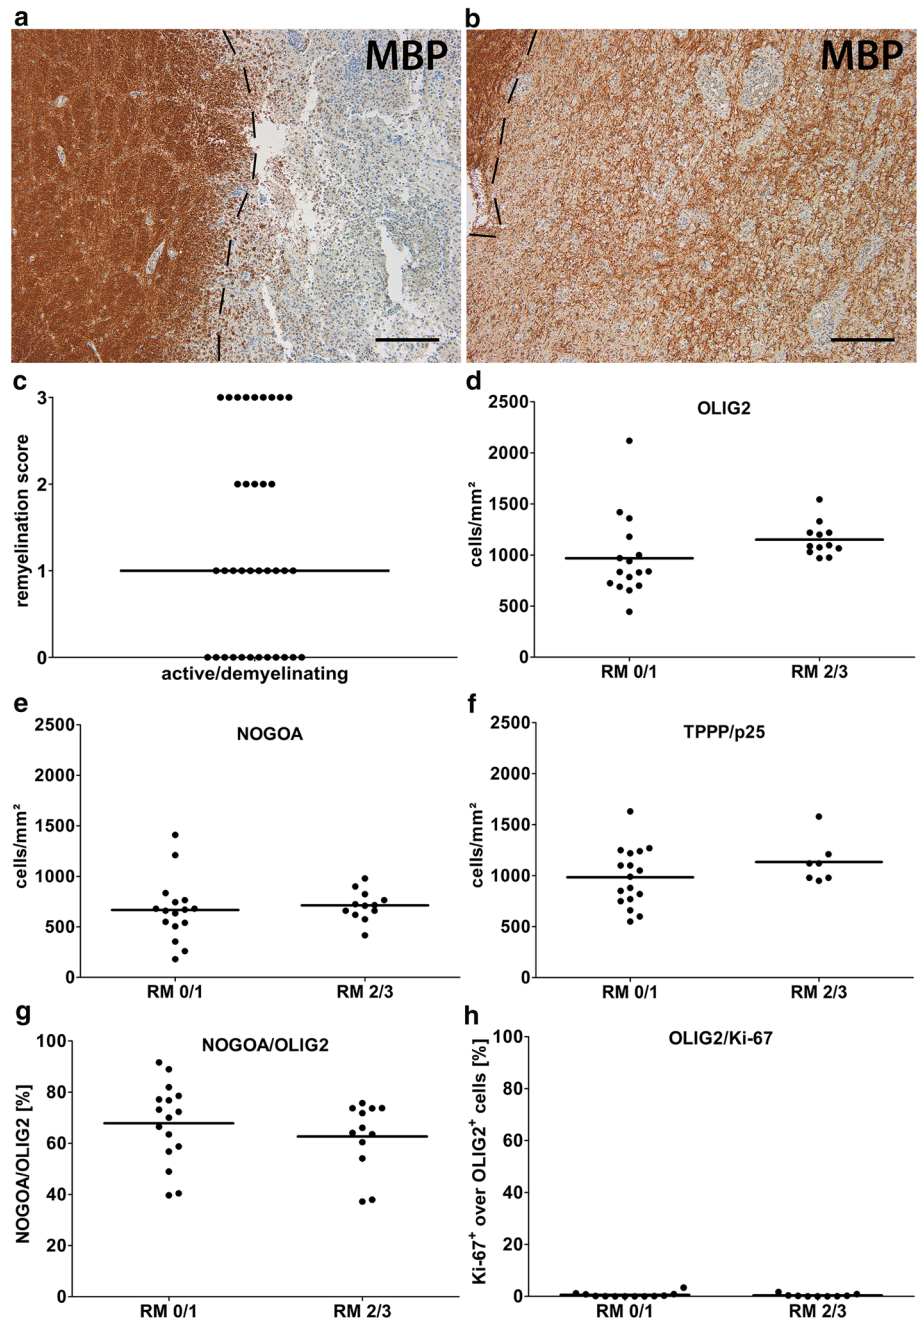 a
MBP
b
MBP
c
remyelination score
3
2
1
0
active/demyelinating
d
OLIG2
cells/mm²
2500
2000
1500
1000
500
0
RM 0/1
RM 2/3
e
NOGOA
cells/mm²
2500
2000
1500
1000
500
0
RM 0/1
RM 2/3
f
TPPP/p25
cells/mm²
2500
2000
1500
1000
500
0
RM 0/1
RM 2/3
g
NOGOA/OLIG2
NOGOA/OLIG2 [%]
100
80
60
40
20
0
RM 0/1
RM 2/3
h
OLIG2/Ki-67
Ki-67⁺ over OLIG2⁺ cells [%]
100
80
60
40
20
0
RM 0/1
RM 2/3